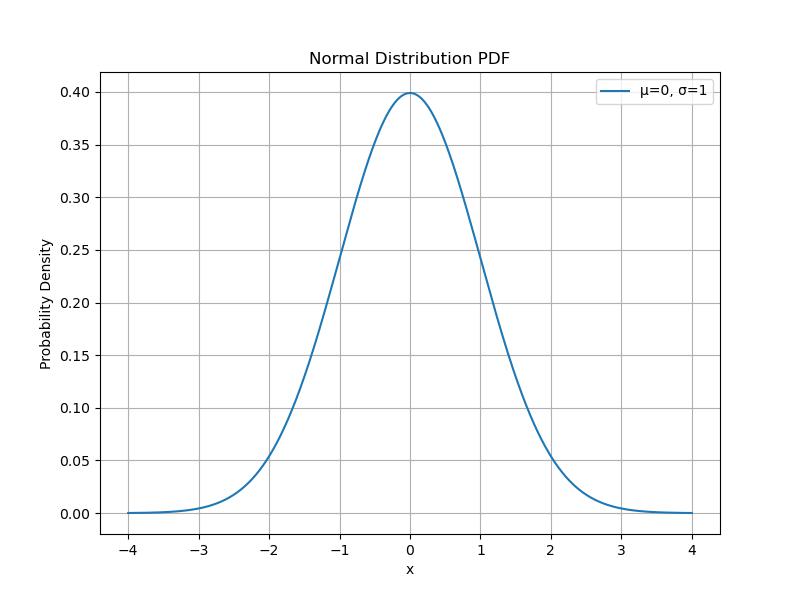 Normal Distribution PDF
μ=0, σ=1
Probability Density
0.40
0.35
0.30
0.25
0.20
0.15
0.10
0.05
0.00
−4 −3 −2 −1 0 1 2 3 4
x